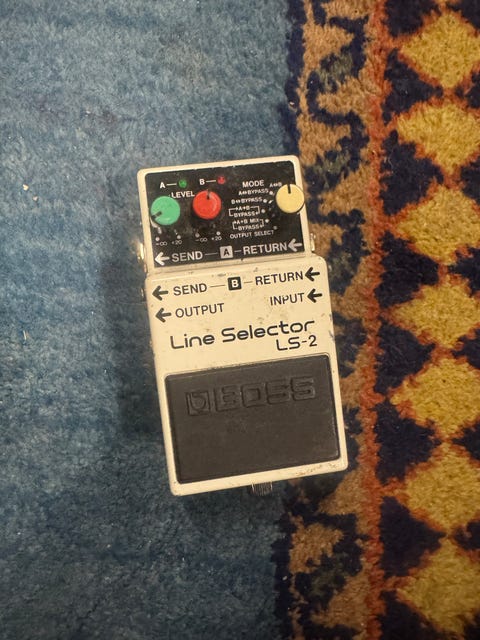 A B MODE A↔B
LEVEL A↔BYPASS
B↔BYPASS
A+B↔
BYPASS
A+B MIX↔
BYPASS
-∞ +20 -∞ +20 OUTPUT SELECT
← SEND A RETURN ←
← SEND B RETURN ←
← OUTPUT INPUT ←
Line Selector
LS-2
BOSS